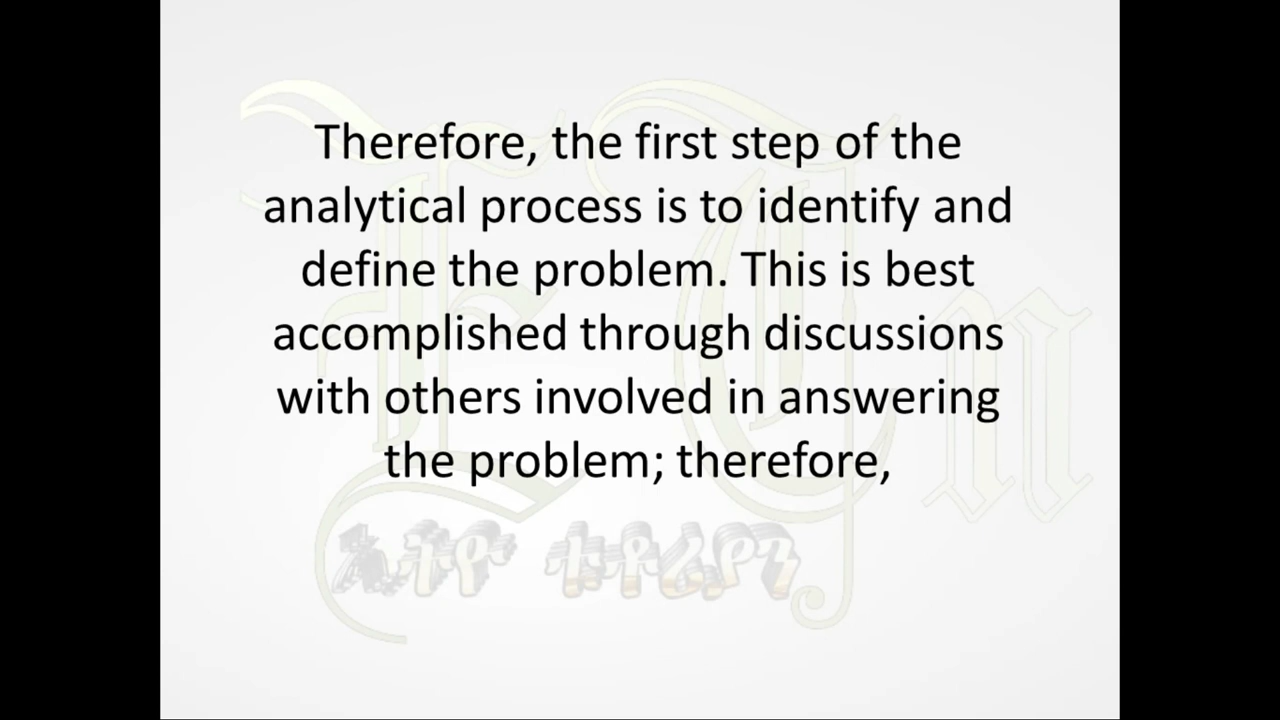 Therefore, the first step of the
analytical process is to identify and
define the problem. This is best
accomplished through discussions
with others involved in answering
the problem; therefore,